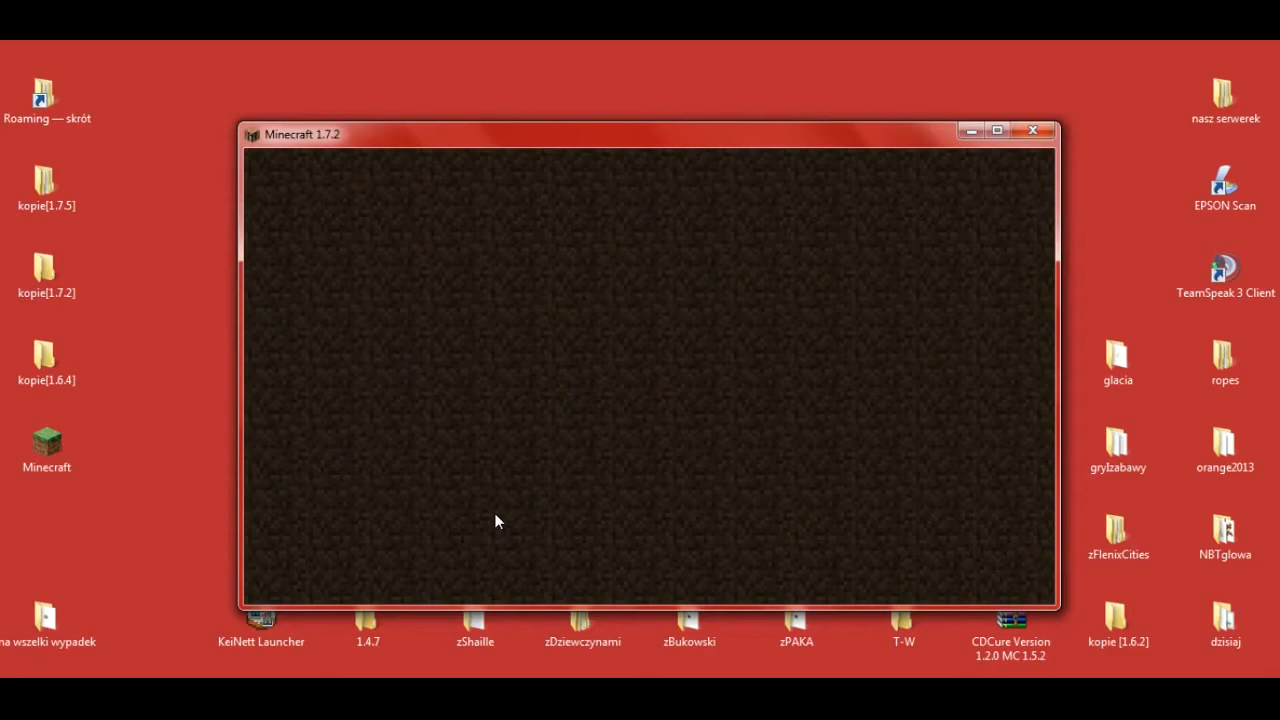 Minecraft 1.7.2
Roaming — skrót
nasz serwerek
kopie[1.7.5]
EPSON Scan
kopie[1.7.2]
TeamSpeak 3 Client
kopie[1.6.4]
glacia
ropes
Minecraft
gryIzabawy
orange2013
zFlenixCities
NBTglowa
na wszelki wypadek
KeiNett Launcher
1.4.7
zShaille
zDziewczynami
zBukowski
zPAKA
T-W
CDCure Version
1.2.0 MC 1.5.2
kopie [1.6.2]
dzisiaj